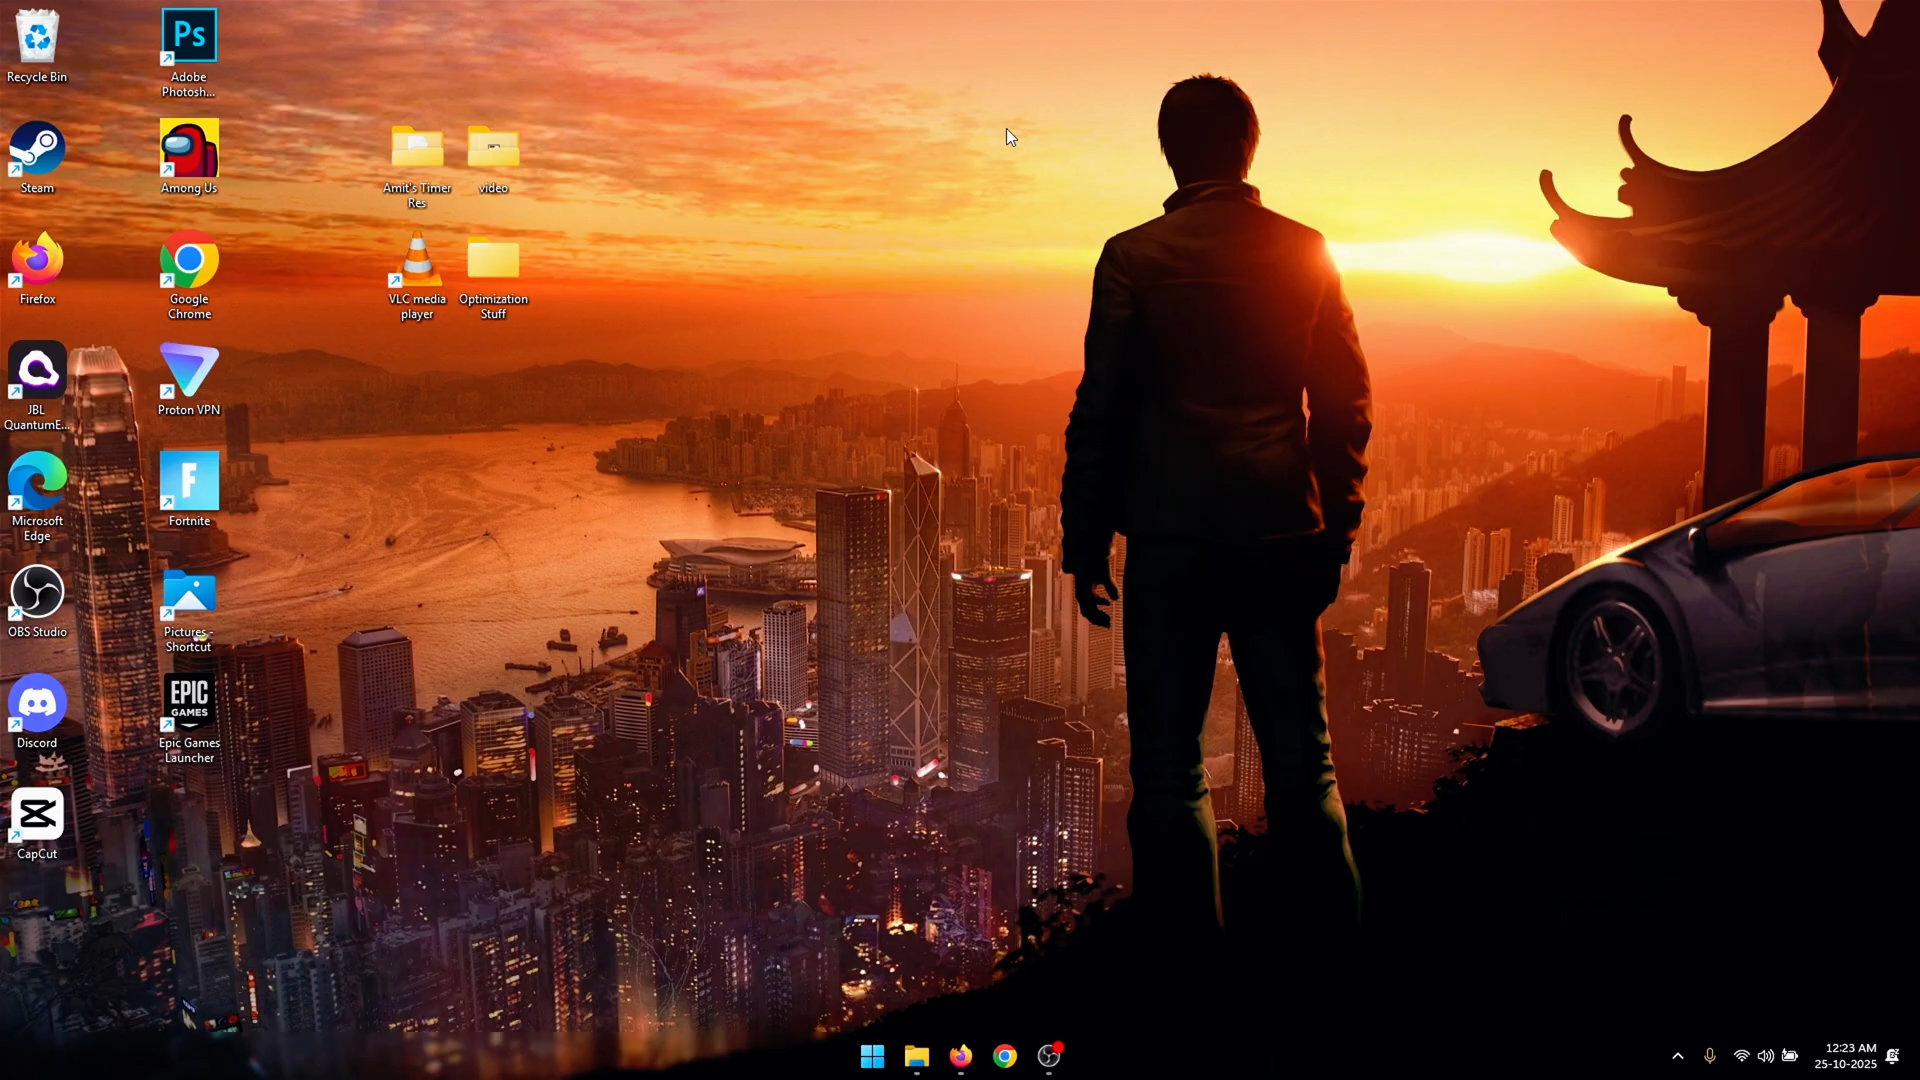 Recycle Bin
Ps
Adobe
Photosh...
Steam
Among Us
Amit's Timer
Res
video
Firefox
Google
Chrome
VLC media
player
Optimization
Stuff
JBL
QuantumE...
Proton VPN
Microsoft
Edge
F
Fortnite
OBS Studio
Pictures -
Shortcut
Discord
EPIC
GAMES
Epic Games
Launcher
CapCut
12:23 AM
25-10-2025